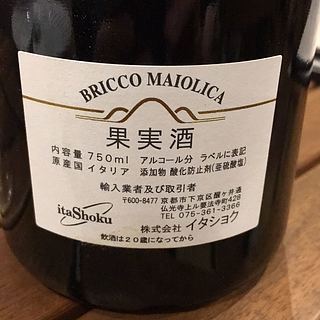 BRICCO MAIOLICA
果実酒
内容量 750ml アルコール分 ラベルに表記
原産国 イタリア 添加物 酸化防止剤(亜硫酸塩)
輸入業者及び取引者
〒600-8477 京都市下京区醒ヶ井通
仏光寺上ル要法寺町428
TEL 075-361-3366
itaShoku
株式会社 イタショク
飲酒は20歳になってから